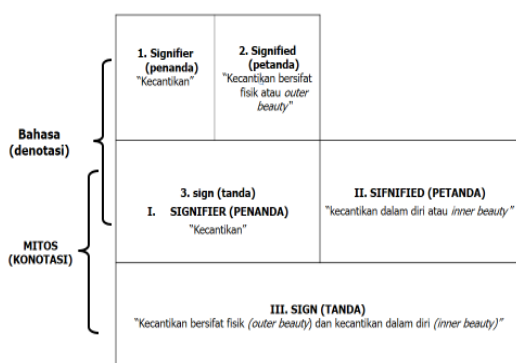 1. Signifier
(penanda)
"Kecantikan"
2. Signified
(petanda)
"Kecantikan bersifat
fisik atau outer
beauty"
Bahasa
(denotasi)
3. sign (tanda)
I. SIGNIFIER (PENANDA)
"Kecantikan"
II. SIFNIFIED (PETANDA)
"kecantikan dalam diri atau inner beauty"
MITOS
(KONOTASI)
III. SIGN (TANDA)
"Kecantikan bersifat fisik (outer beauty) dan kecantikan dalam diri (inner beauty)"